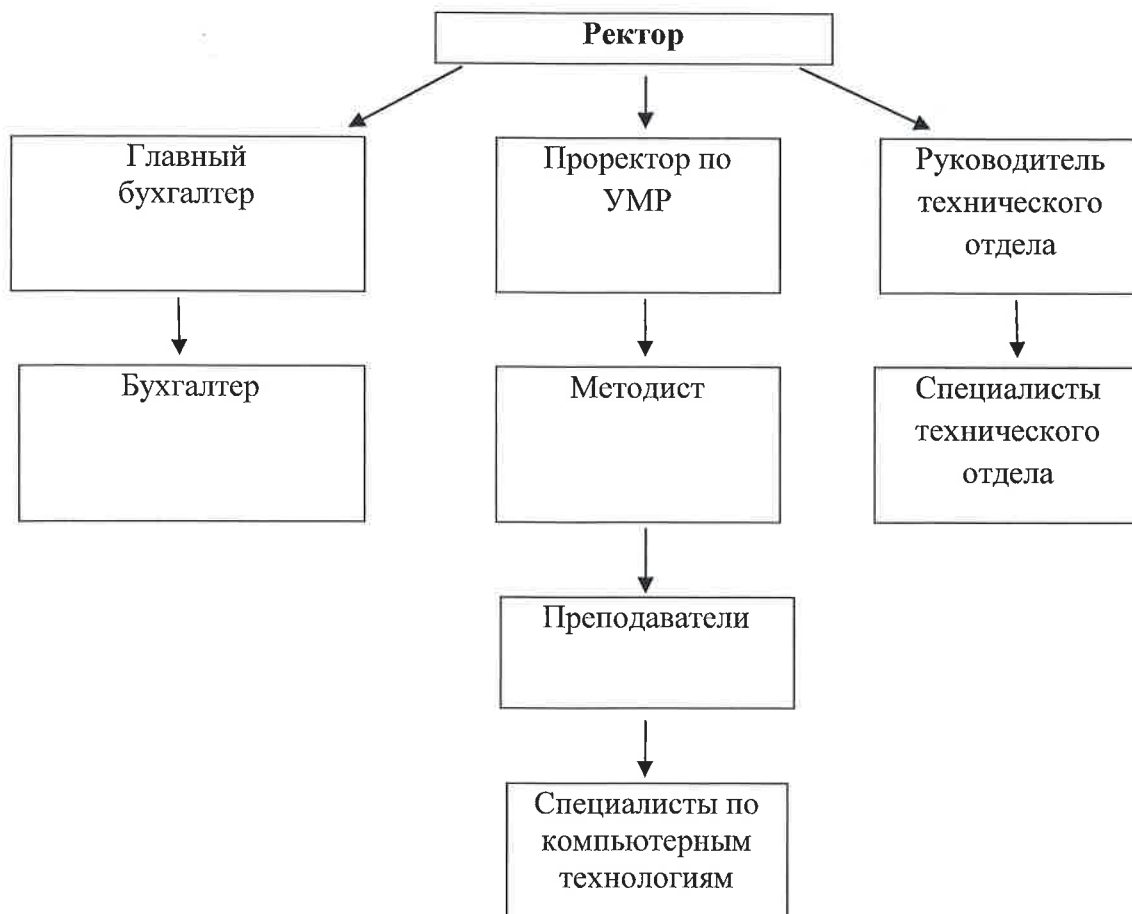 Ректор
Главный
бухгалтер
Проректор по
УМР
Руководитель
технического
отдела
Бухгалтер
Методист
Специалисты
технического
отдела
Преподаватели
Специалисты по
компьютерным
технологиям